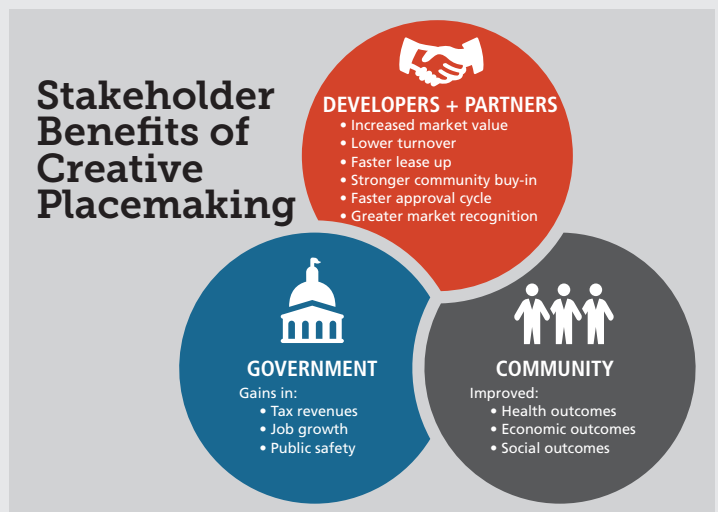 Stakeholder
Benefits of
Creative
Placemaking
DEVELOPERS + PARTNERS
• Increased market value
• Lower turnover
• Faster lease up
• Stronger community buy-in
• Faster approval cycle
• Greater market recognition
GOVERNMENT
Gains in:
• Tax revenues
• Job growth
• Public safety
COMMUNITY
Improved:
• Health outcomes
• Economic outcomes
• Social outcomes